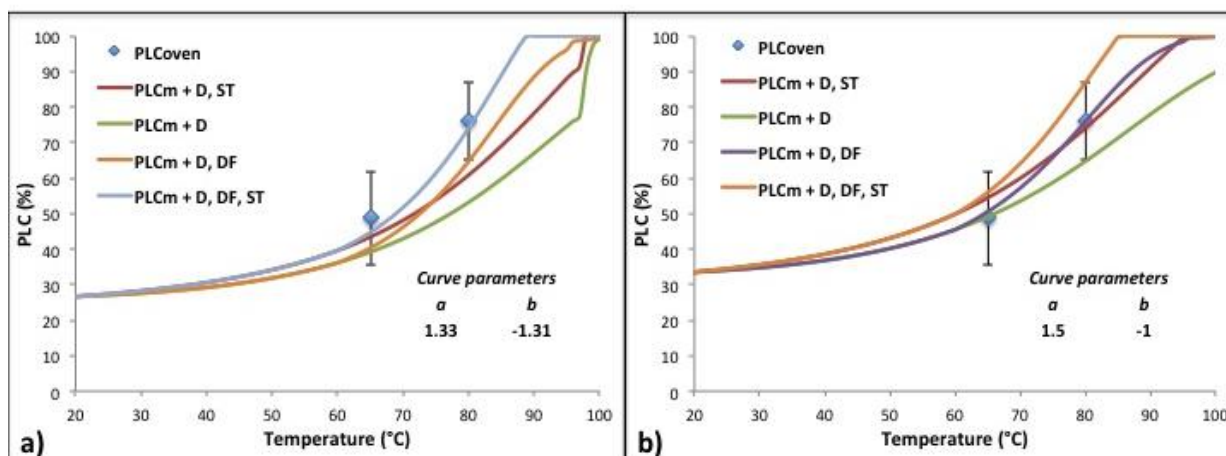 100
90
80
70
60
50
40
30
20
10
0
PLC (%)
PLCoven
PLCm + D, ST
PLCm + D
PLCm + D, DF
PLCm + D, DF, ST
Curve parameters
a b
1.33 -1.31
20 30 40 50 60 70 80 90 100
Temperature (°C)
a)
100
90
80
70
60
50
40
30
20
10
0
PLC (%)
PLCoven
PLCm + D, ST
PLCm + D
PLCm + D, DF
PLCm + D, DF, ST
Curve parameters
a b
1.5 -1
20 30 40 50 60 70 80 90 100
Temperature (°C)
b)